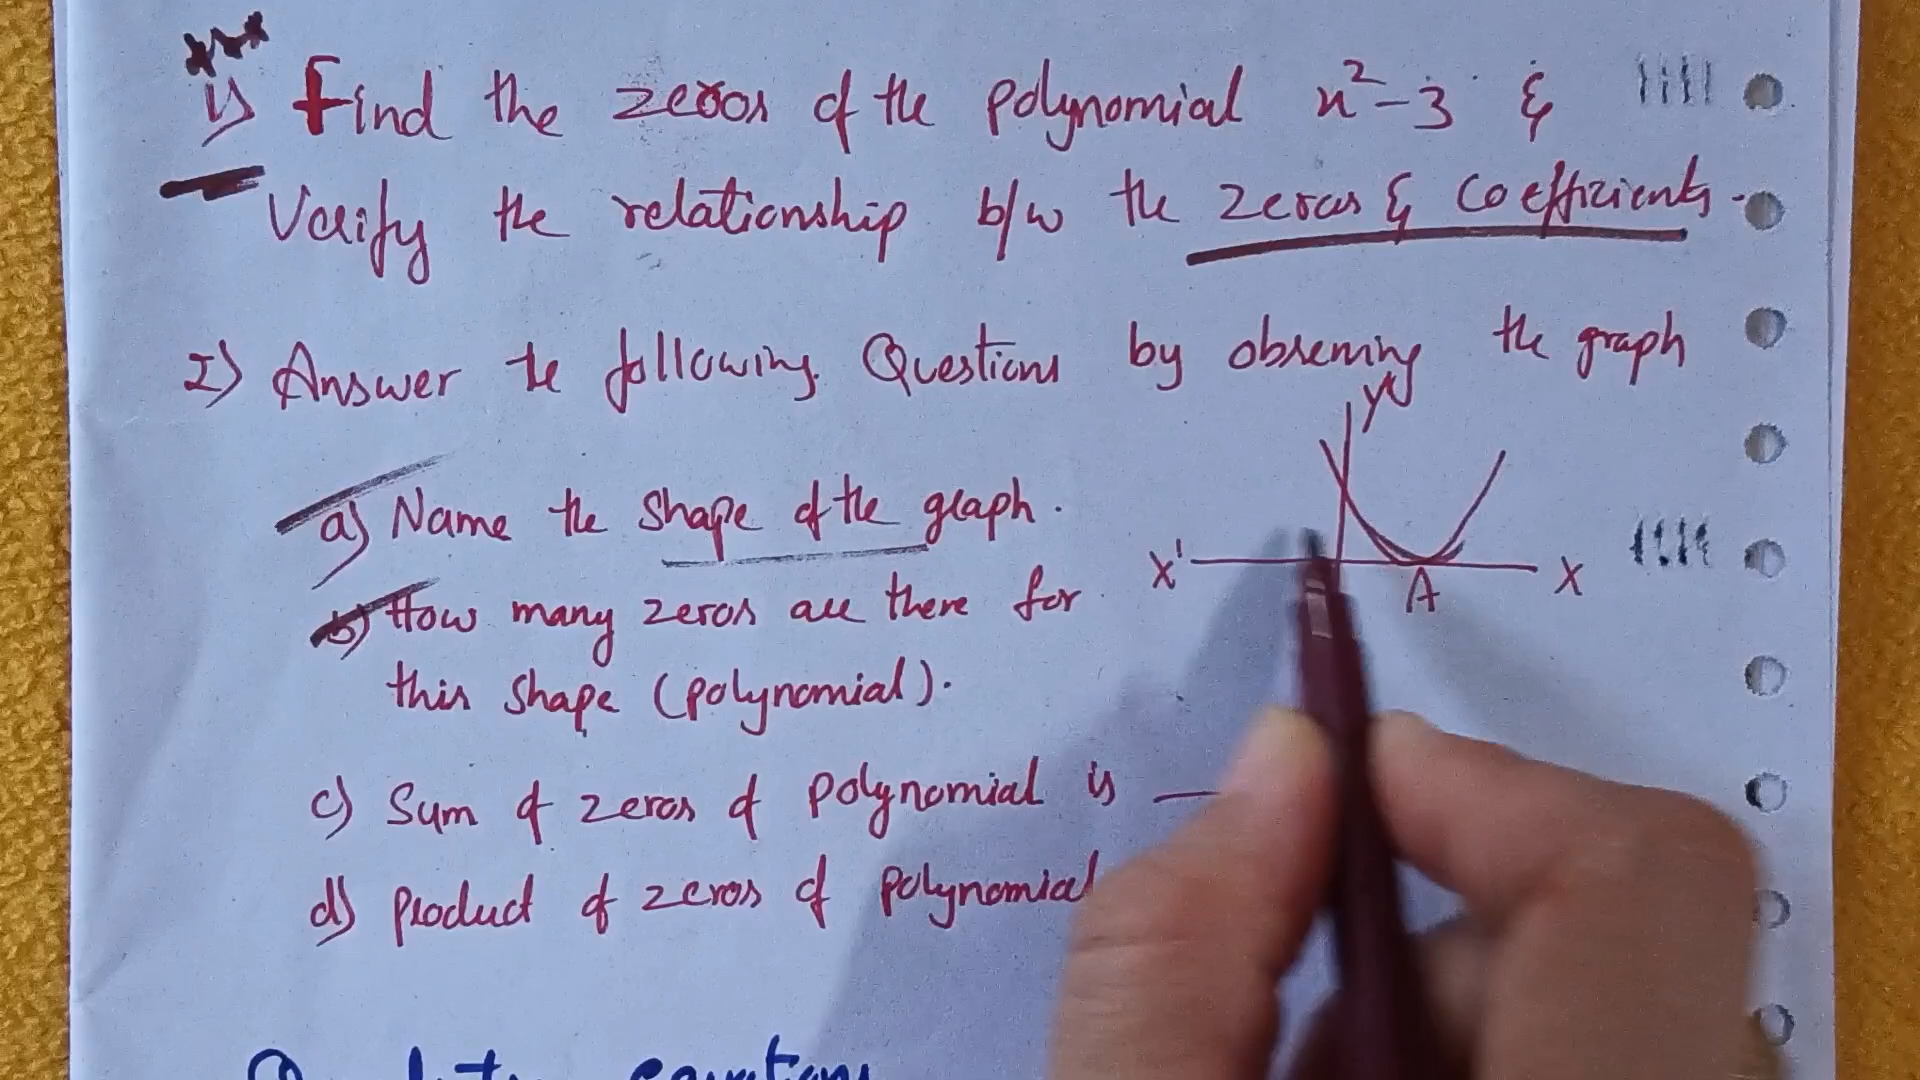 1) Find the zeros of the polynomial x²-3 &
Verify the relationship b/w the zeros & coefficients.
2) Answer the following Questions by observing the graph
Y
a) Name the shape of the graph.
X' A X
b) How many zeros are there for
this shape (polynomial).
c) Sum of zeros of polynomial is —
d) product of zeros of polynomial
equations